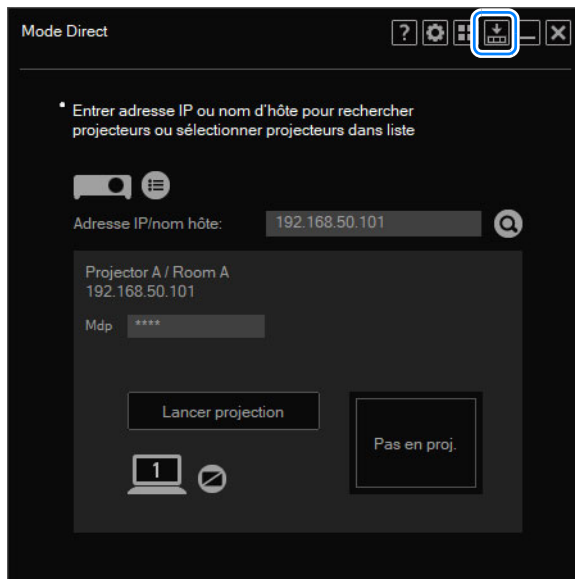 Mode Direct
?
Entrer adresse IP ou nom d'hôte pour rechercher
projecteurs ou sélectionner projecteurs dans liste
Adresse IP/nom hôte: 192.168.50.101
Projector A / Room A
192.168.50.101
Mdp ****
Lancer projection
Pas en proj.
1